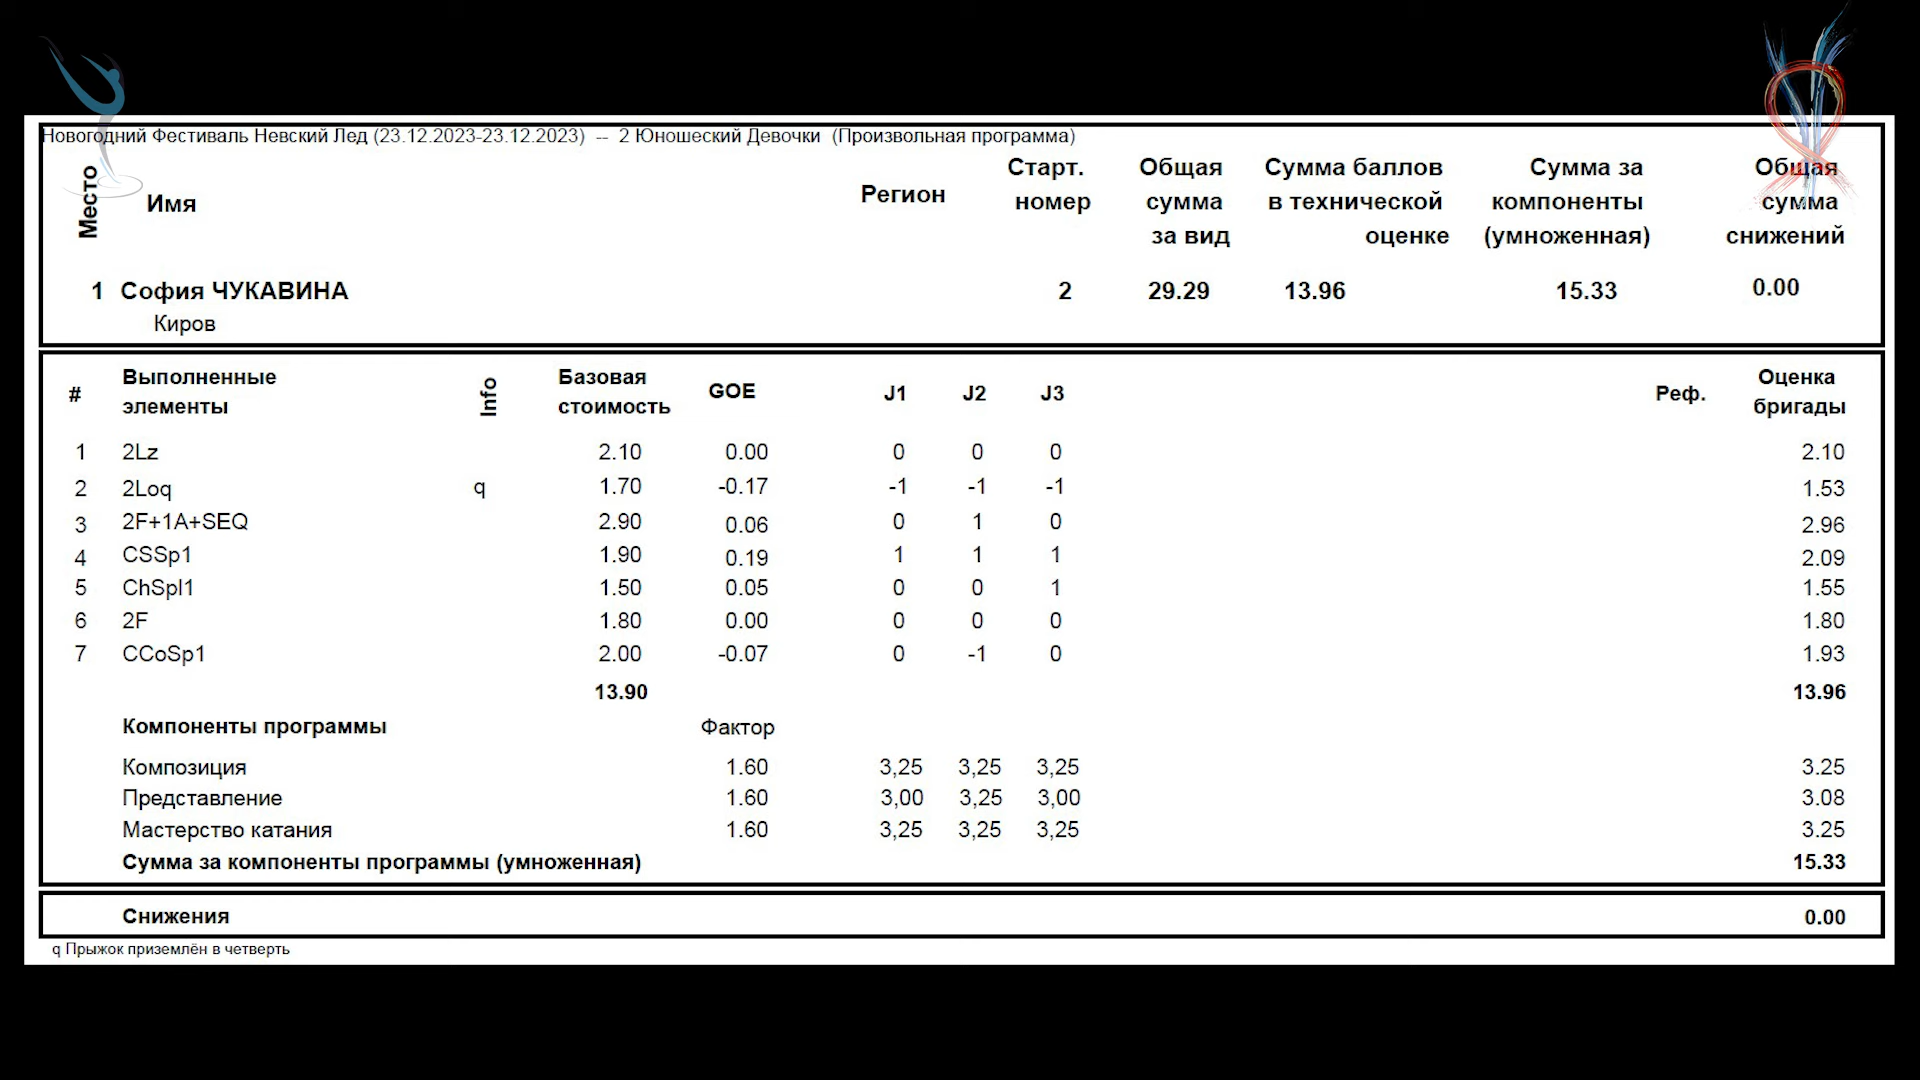 Новогодний Фестиваль Невский Лед (23.12.2023-23.12.2023) -- 2 Юношеский Девочки (Произвольная программа)
Место Имя Регион Старт. номер Общая сумма за вид Сумма баллов в технической оценке Сумма за компоненты (умноженная) Общая сумма снижений
1 София ЧУКАВИНА 2 29.29 13.96 15.33 0.00
Киров
# Выполненные элементы Info Базовая стоимость GOE J1 J2 J3 Реф. Оценка бригады
1 2Lz 2.10 0.00 0 0 0 2.10
2 2Loq q 1.70 -0.17 -1 -1 -1 1.53
3 2F+1A+SEQ 2.90 0.06 0 1 0 2.96
4 CSSp1 1.90 0.19 1 1 1 2.09
5 ChSpl1 1.50 0.05 0 0 1 1.55
6 2F 1.80 0.00 0 0 0 1.80
7 CCoSp1 2.00 -0.07 0 -1 0 1.93
13.90 13.96
Компоненты программы Фактор
Композиция 1.60 3,25 3,25 3,25 3.25
Представление 1.60 3,00 3,25 3,00 3.08
Мастерство катания 1.60 3,25 3,25 3,25 3.25
Сумма за компоненты программы (умноженная) 15.33
Снижения 0.00
q Прыжок приземлён в четверть